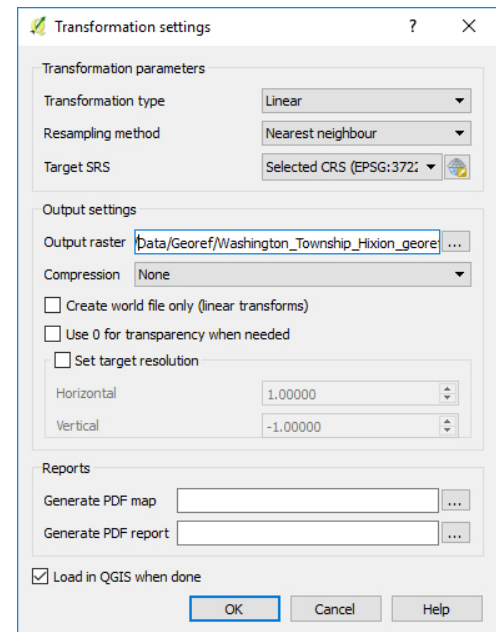 Transformation settings ?
Transformation parameters
Transformation type Linear
Resampling method Nearest neighbour
Target SRS Selected CRS (EPSG:3722
Output settings
Output raster Data/Georef/Washington_Township_Hixion_georef ...
Compression None
Create world file only (linear transforms)
Use 0 for transparency when needed
Set target resolution
Horizontal 1.00000
Vertical -1.00000
Reports
Generate PDF map ...
Generate PDF report ...
Load in QGIS when done
OK Cancel Help